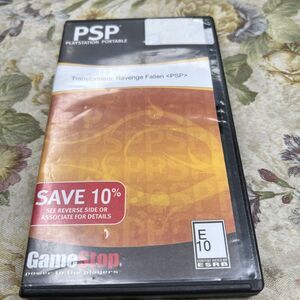 PSP
PLAYSTATION PORTABLE
Transformers: Revenge Fallen <PSP>
SAVE 10%
SEE REVERSE SIDE OR
ASSOCIATE FOR DETAILS
GameStop
power to the players
E
10
ESRB